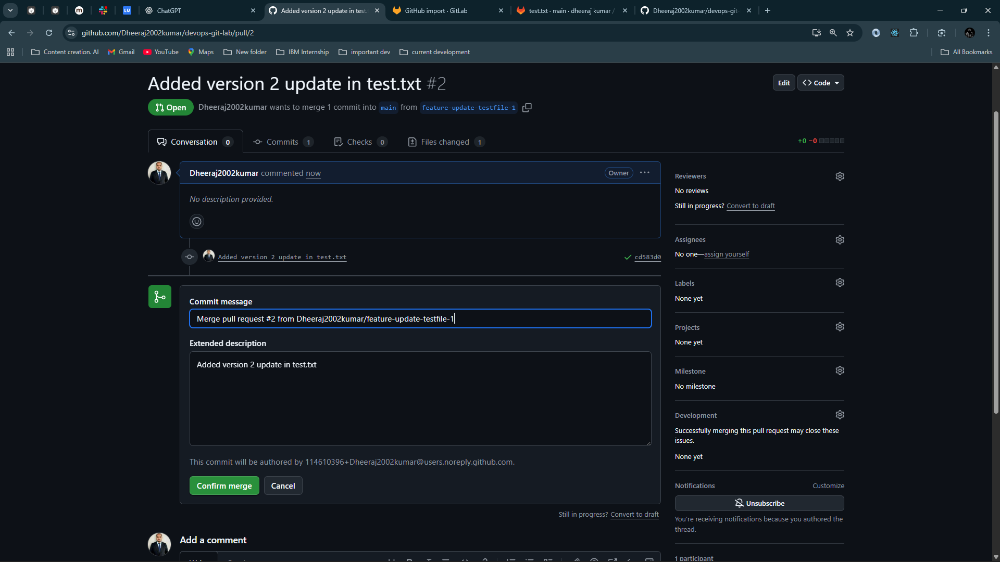 ChatGPT
Added version 2 update in test.
GitHub import · GitLab
test.txt · main · dheeraj kumar /
Dheeraj2002kumar/devops-git-
github.com/Dheeraj2002kumar/devops-git-lab/pull/2
Content creation. AI
Gmail
YouTube
Maps
New folder
IBM Internship
important dev
current development
All Bookmarks
Added version 2 update in test.txt #2
Edit
Code
Open
Dheeraj2002kumar wants to merge 1 commit into main from feature-update-testfile-1
Conversation 0
Commits 1
Checks 0
Files changed 1
+0 −0
Dheeraj2002kumar commented now
Owner
No description provided.
Added version 2 update in test.txt
cd583d0
Commit message
Merge pull request #2 from Dheeraj2002kumar/feature-update-testfile-1
Extended description
Added version 2 update in test.txt
This commit will be authored by 114610396+Dheeraj2002kumar@users.noreply.github.com.
Confirm merge
Cancel
Still in progress? Convert to draft
Add a comment
Reviewers
No reviews
Still in progress? Convert to draft
Assignees
No one—assign yourself
Labels
None yet
Projects
None yet
Milestone
No milestone
Development
Successfully merging this pull request may close these
issues.
None yet
Notifications
Customize
Unsubscribe
You're receiving notifications because you authored the
thread.
1 participant